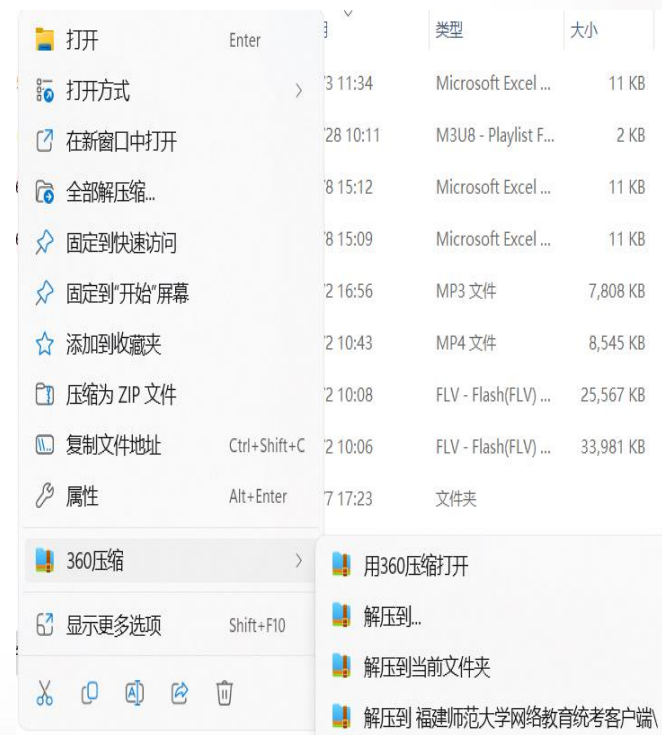 类型 大小
打开 Enter
打开方式
3 11:34 Microsoft Excel ... 11 KB
在新窗口中打开
28 10:11 M3U8 - Playlist F... 2 KB
全部解压缩...
8 15:12 Microsoft Excel ... 11 KB
固定到快速访问
8 15:09 Microsoft Excel ... 11 KB
固定到"开始"屏幕
2 16:56 MP3 文件 7,808 KB
添加到收藏夹
2 10:43 MP4 文件 8,545 KB
压缩为 ZIP 文件
2 10:08 FLV - Flash(FLV) ... 25,567 KB
复制文件地址 Ctrl+Shift+C
2 10:06 FLV - Flash(FLV) ... 33,981 KB
属性 Alt+Enter
7 17:23 文件夹
360压缩
用360压缩打开
显示更多选项 Shift+F10
解压到...
解压到当前文件夹
解压到 福建师范大学网络教育统考客户端\